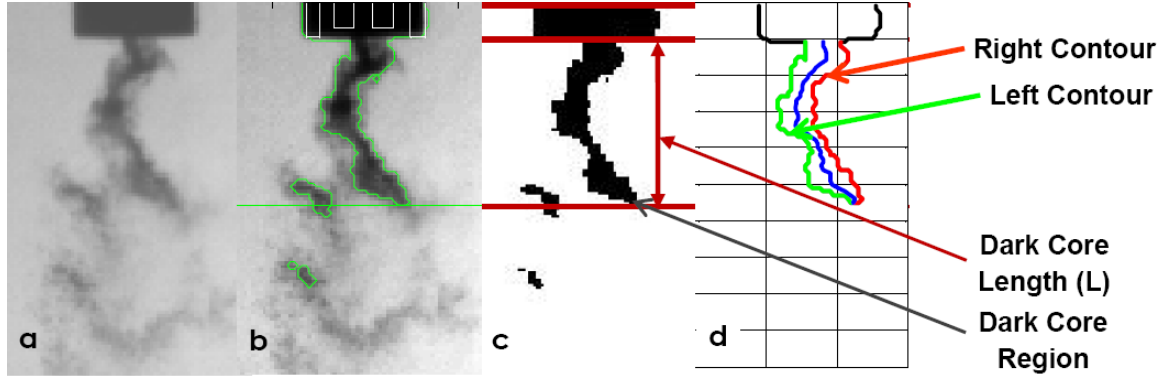 Right Contour
Left Contour
Dark Core
Length (L)
Dark Core
Region
a
b
c
d